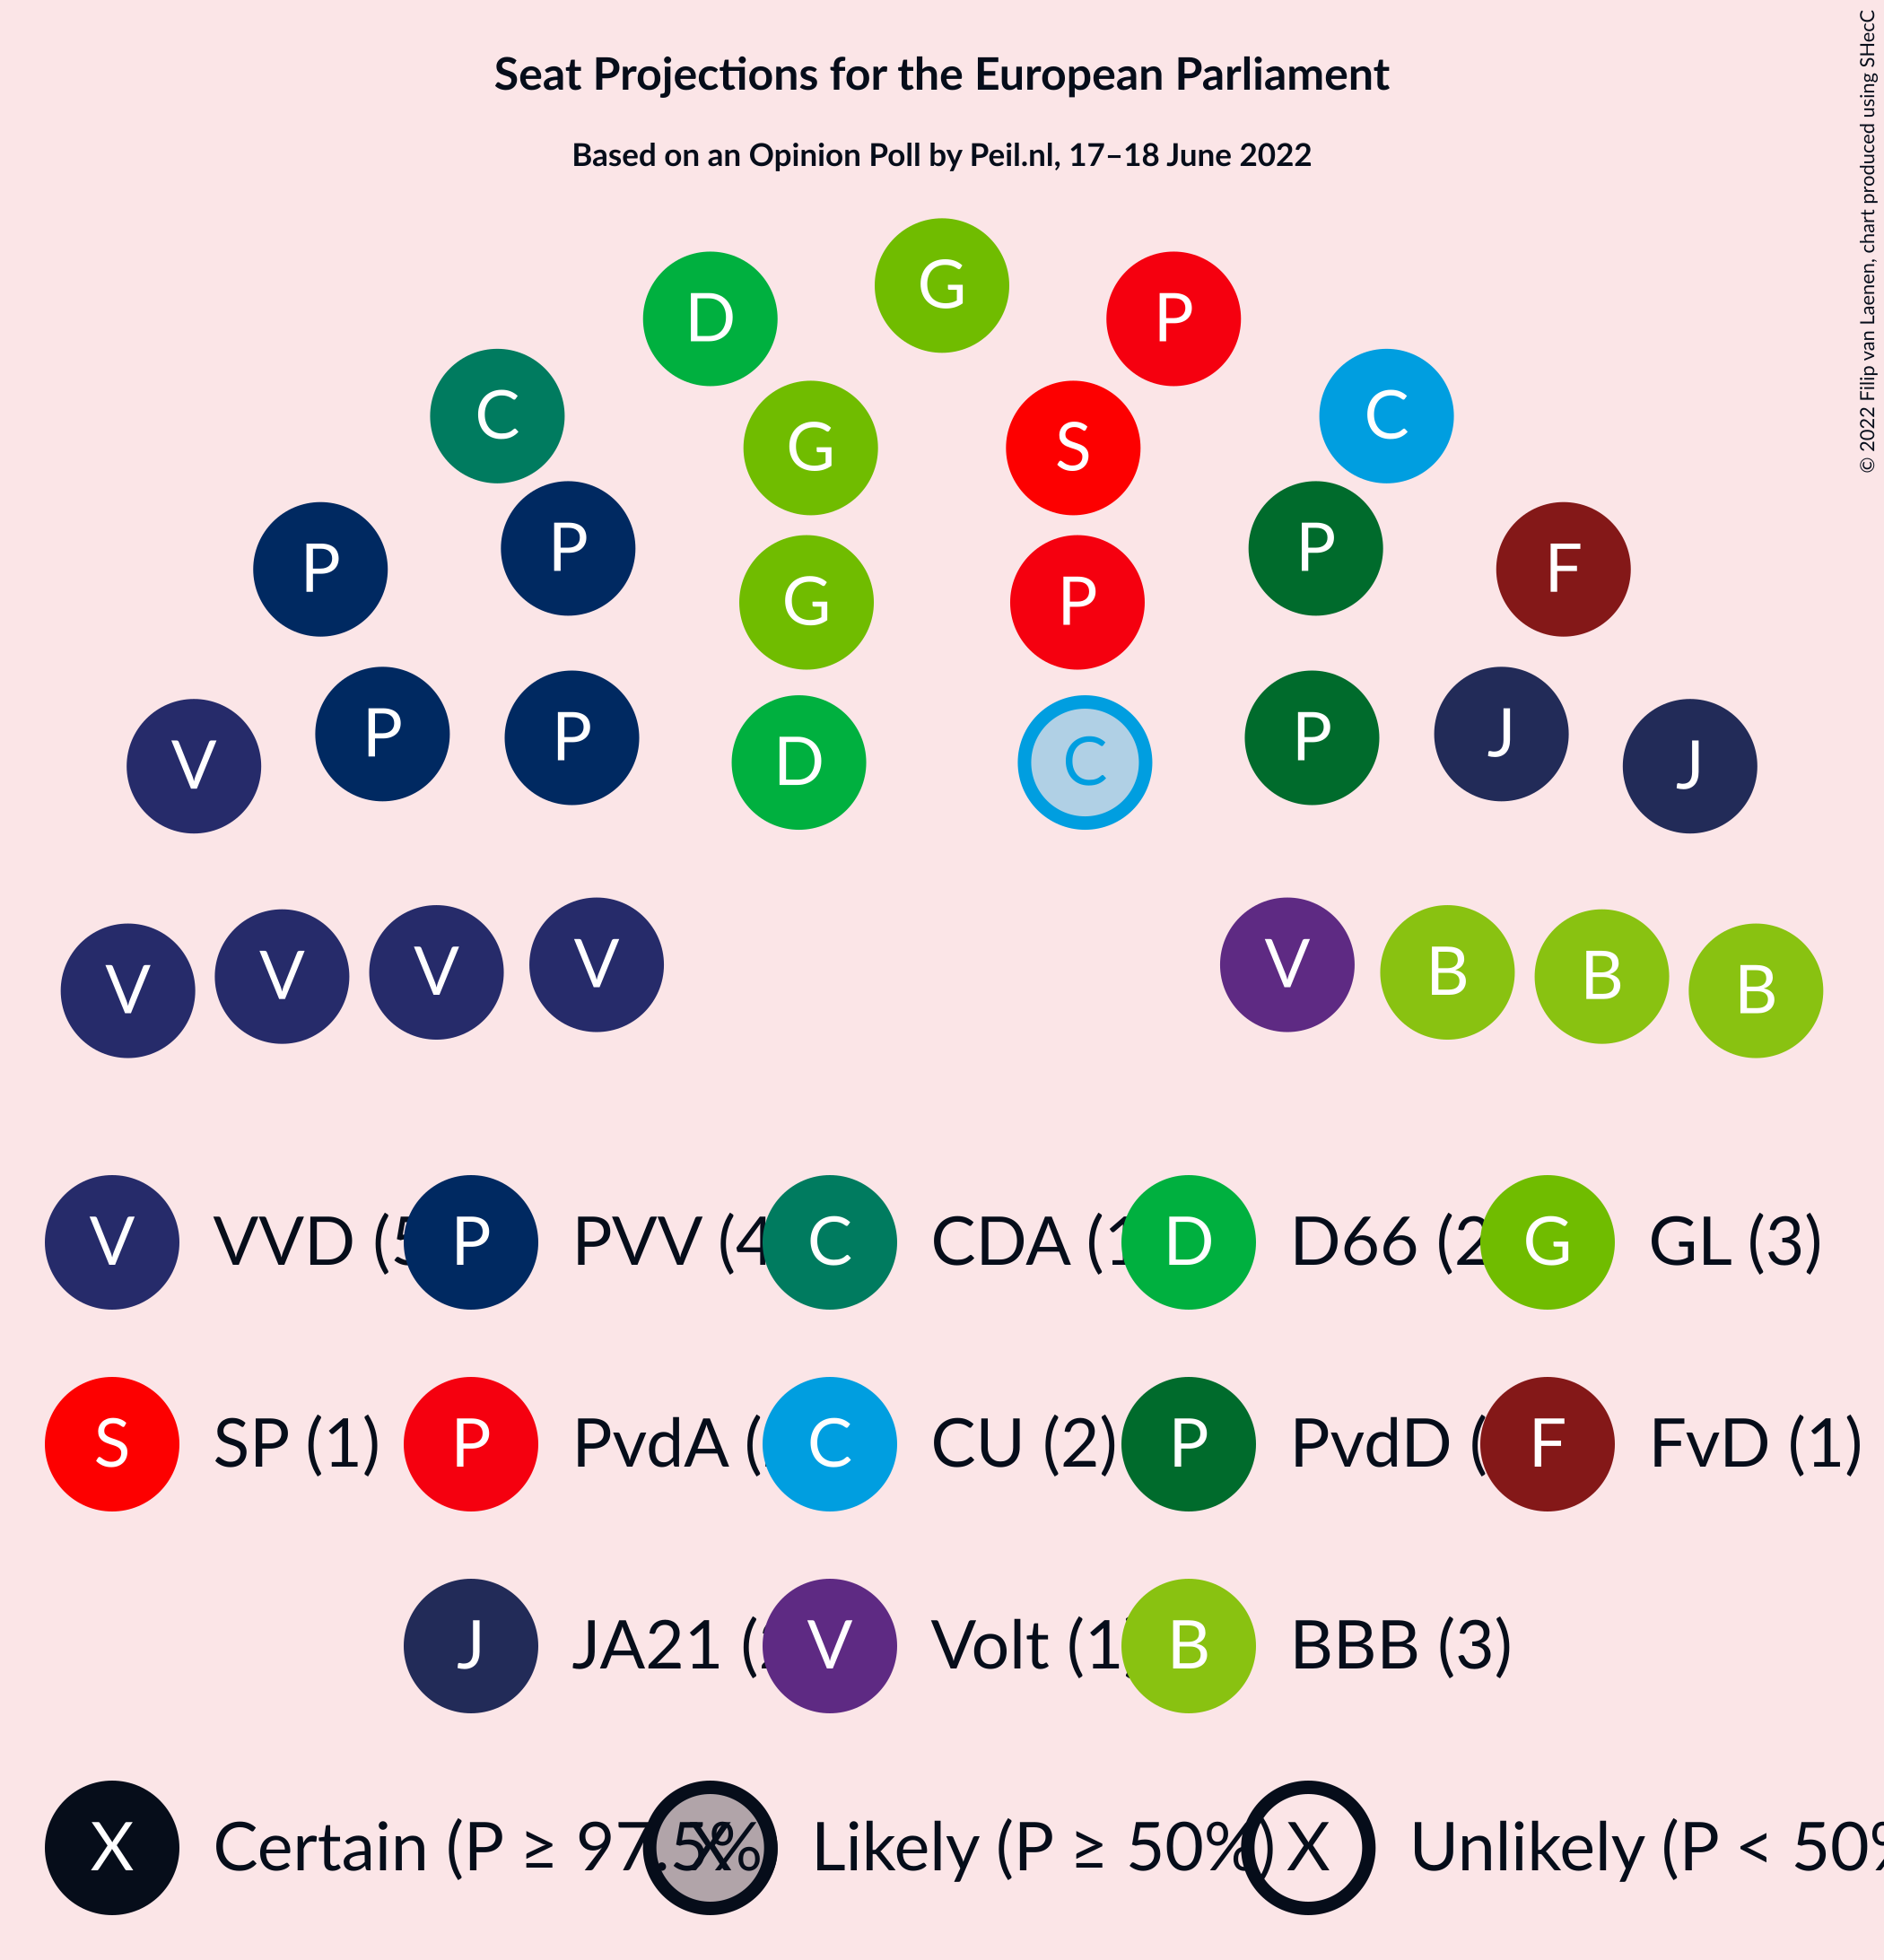 Seat Projections for the European Parliament
Based on an Opinion Poll by Peil.nl, 17–18 June 2022
© 2022 Filip van Laenen, chart produced using SHecC
G
D P
C G S C
P P G P P F
V P P D C P J J
V V V V V B B B
V VVD (5 P PVV (4 C CDA (1 D D66 (2 G GL (3)
S SP (1) P PvdA ( C CU (2) P PvdD ( F FvD (1)
J JA21 ( V Volt (1) B BBB (3)
X Certain (P ≥ 97.5% X Likely (P ≥ 50%) X Unlikely (P < 50%